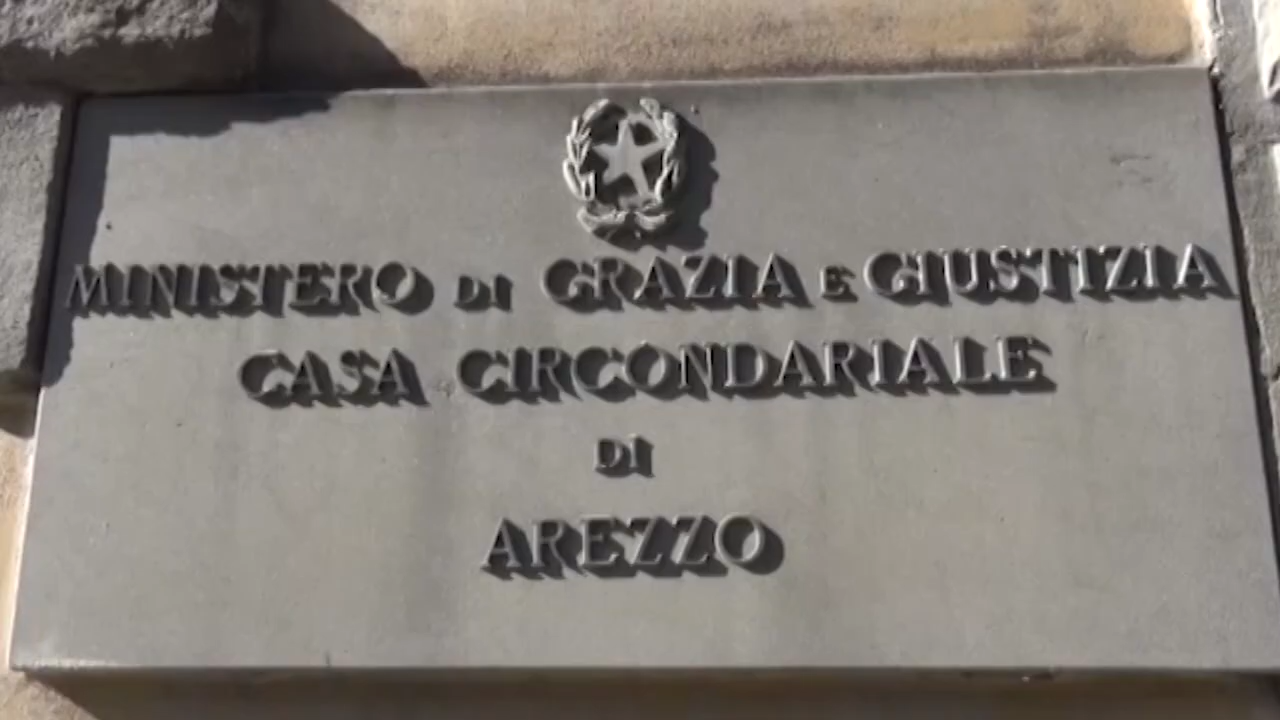 MINISTERO DI GRAZIA E GIUSTIZIA
CASA CIRCONDARIALE
DI
AREZZO